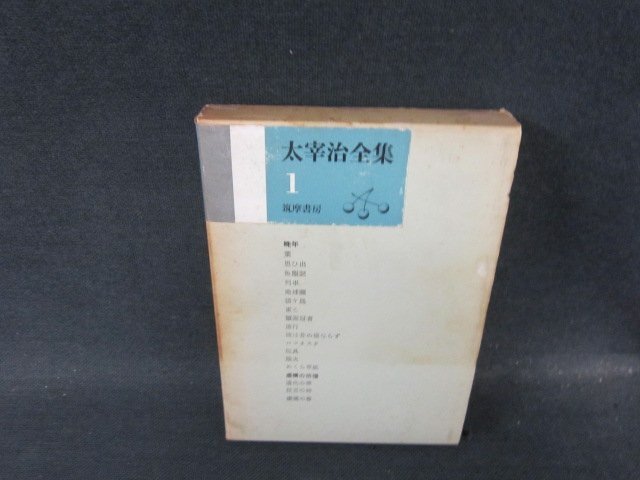 太宰治全集
1
筑摩書房
晩年
葉
思ひ出
魚服記
列車
地球圖
猿ケ島
雀こ
猿面冠者
逆行
彼は昔の彼ならず
ロマネスク
玩具
陰火
めくら草紙
虚構の彷徨
道化の華
狂言の神
虚構の春